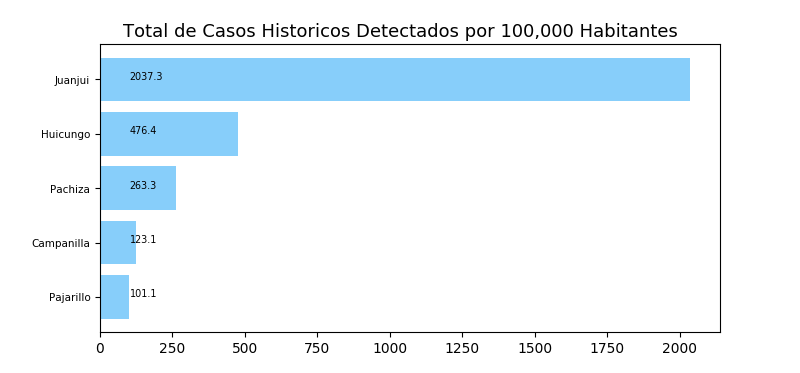 Total de Casos Historicos Detectados por 100,000 Habitantes
Juanjui 2037.3
Huicungo 476.4
Pachiza 263.3
Campanilla 123.1
Pajarillo 101.1
0 250 500 750 1000 1250 1500 1750 2000